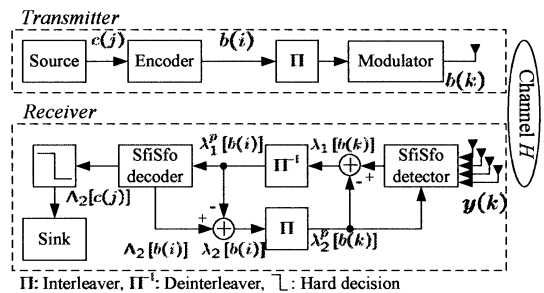 Transmitter
c(j) b(i)
Source Encoder Π Modulator
b(k)
Channel H
Receiver
λ₁ᵖ[b(i)] λ₁[b(k)]
SfiSfo decoder Π⁻¹ + - + SfiSfo detector
Λ₂[c(j)] - + y(k)
Sink Π
Λ₂[b(i)] λ₂[b(i)] λ₂ᵖ[b(k)]
Π: Interleaver, Π⁻¹: Deinterleaver, : Hard decision